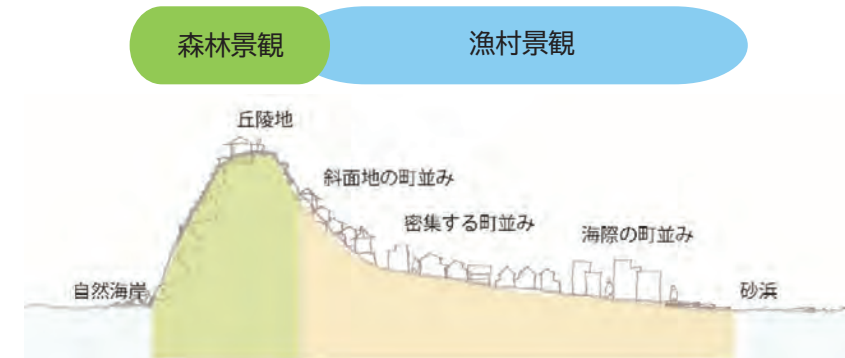 森林景観
漁村景観
丘陵地
斜面地の町並み
密集する町並み
海際の町並み
自然海岸
砂浜